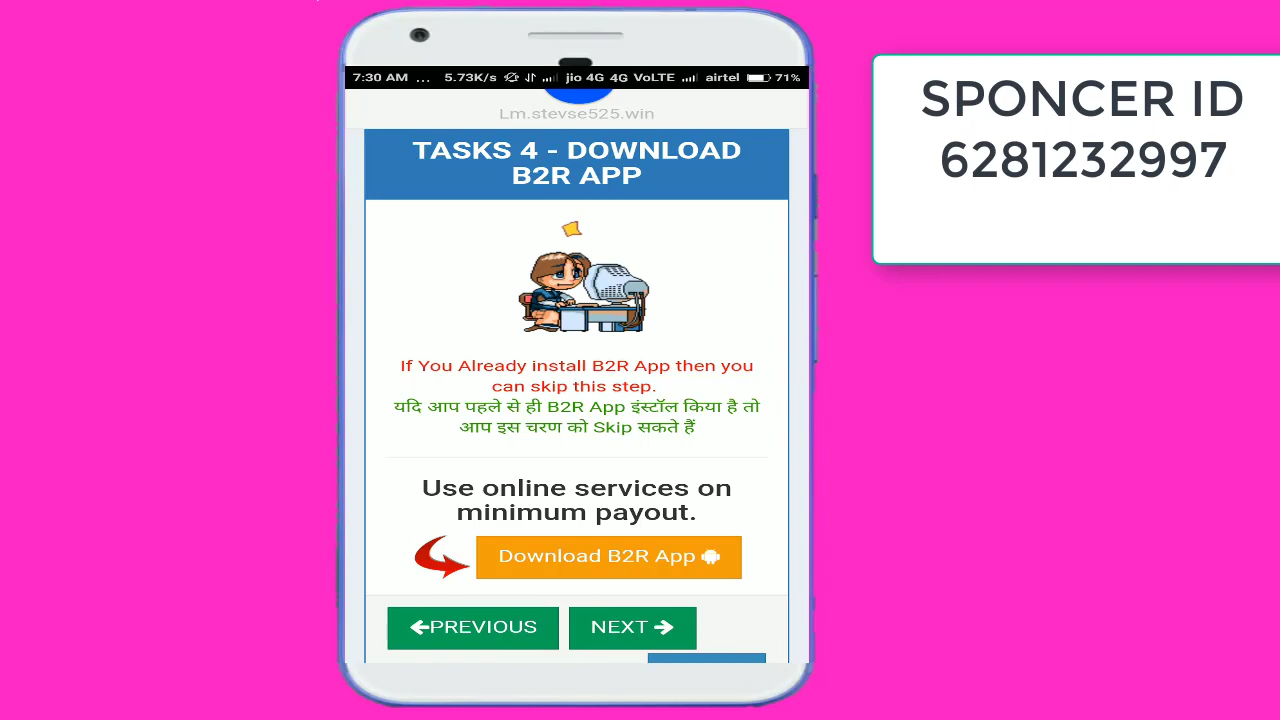 7:30 AM ... 5.73K/s jio 4G 4G VoLTE airtel 71%
Lm.stevse525.win
TASKS 4 - DOWNLOAD
B2R APP
If You Already install B2R App then you
can skip this step.
यदि आप पहले से ही B2R App इंस्टॉल किया है तो
आप इस चरण को Skip सकते हैं
Use online services on
minimum payout.
Download B2R App
PREVIOUS
NEXT
SPONCER ID
6281232997